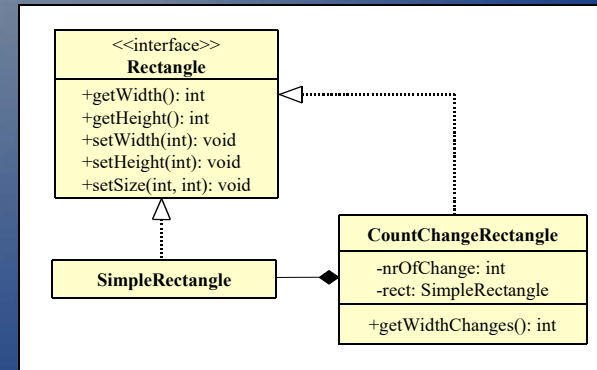 <<interface>>
Rectangle
+getWidth(): int
+getHeight(): int
+setWidth(int): void
+setHeight(int): void
+setSize(int, int): void
SimpleRectangle
CountChangeRectangle
-nrOfChange: int
-rect: SimpleRectangle
+getWidthChanges(): int